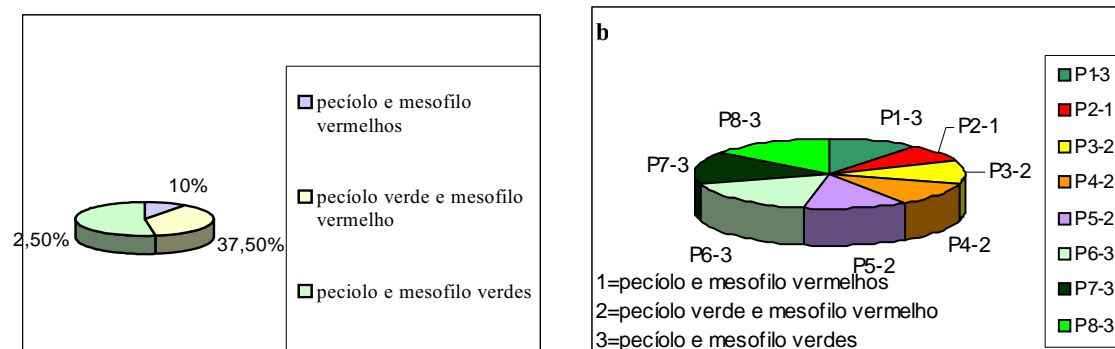 10%
37,50%
2,50%
pecíolo e mesofilo
vermelhos
pecíolo verde e mesofilo
vermelho
peciolo e mesofilo verdes
b
P1-3
P2-1
P3-2
P4-2
P5-2
P6-3
P7-3
P8-3
1=pecíolo e mesofilo vermelhos
2=pecíolo verde e mesofilo vermelho
3=pecíolo e mesofilo verdes
P1-3
P2-1
P3-2
P4-2
P5-2
P6-3
P7-3
P8-3